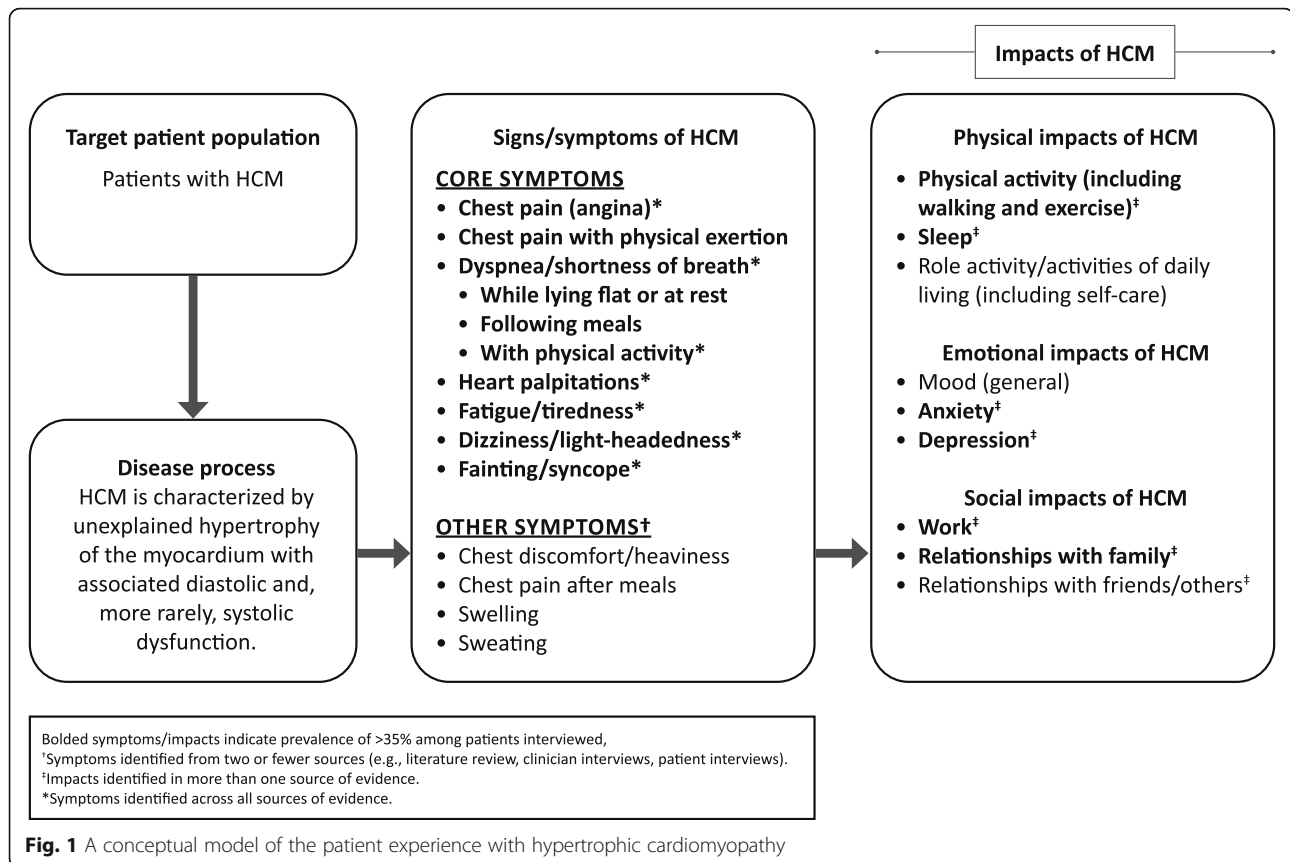 Impacts of HCM
Target patient population
Patients with HCM
Disease process
HCM is characterized by
unexplained hypertrophy
of the myocardium with
associated diastolic and,
more rarely, systolic
dysfunction.
Signs/symptoms of HCM
CORE SYMPTOMS
• Chest pain (angina)*
• Chest pain with physical exertion
• Dyspnea/shortness of breath*
• While lying flat or at rest
• Following meals
• With physical activity*
• Heart palpitations*
• Fatigue/tiredness*
• Dizziness/light-headedness*
• Fainting/syncope*
OTHER SYMPTOMS†
• Chest discomfort/heaviness
• Chest pain after meals
• Swelling
• Sweating
Physical impacts of HCM
• Physical activity (including
walking and exercise)‡
• Sleep‡
• Role activity/activities of daily
living (including self-care)
Emotional impacts of HCM
• Mood (general)
• Anxiety‡
• Depression‡
Social impacts of HCM
• Work‡
• Relationships with family‡
• Relationships with friends/others‡
Bolded symptoms/impacts indicate prevalence of >35% among patients interviewed,
†Symptoms identified from two or fewer sources (e.g., literature review, clinician interviews, patient interviews).
‡Impacts identified in more than one source of evidence.
*Symptoms identified across all sources of evidence.
Fig. 1 A conceptual model of the patient experience with hypertrophic cardiomyopathy